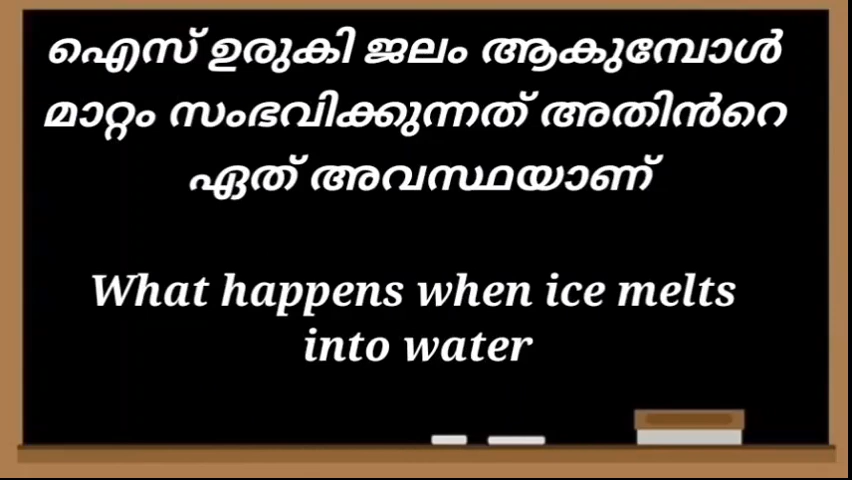 ഐസ് ഉരുകി ജലം ആകുമ്പോൾ
മാറ്റം സംഭവിക്കുന്നത് അതിൻറെ
ഏത് അവസ്ഥയാണ്
What happens when ice melts
into water